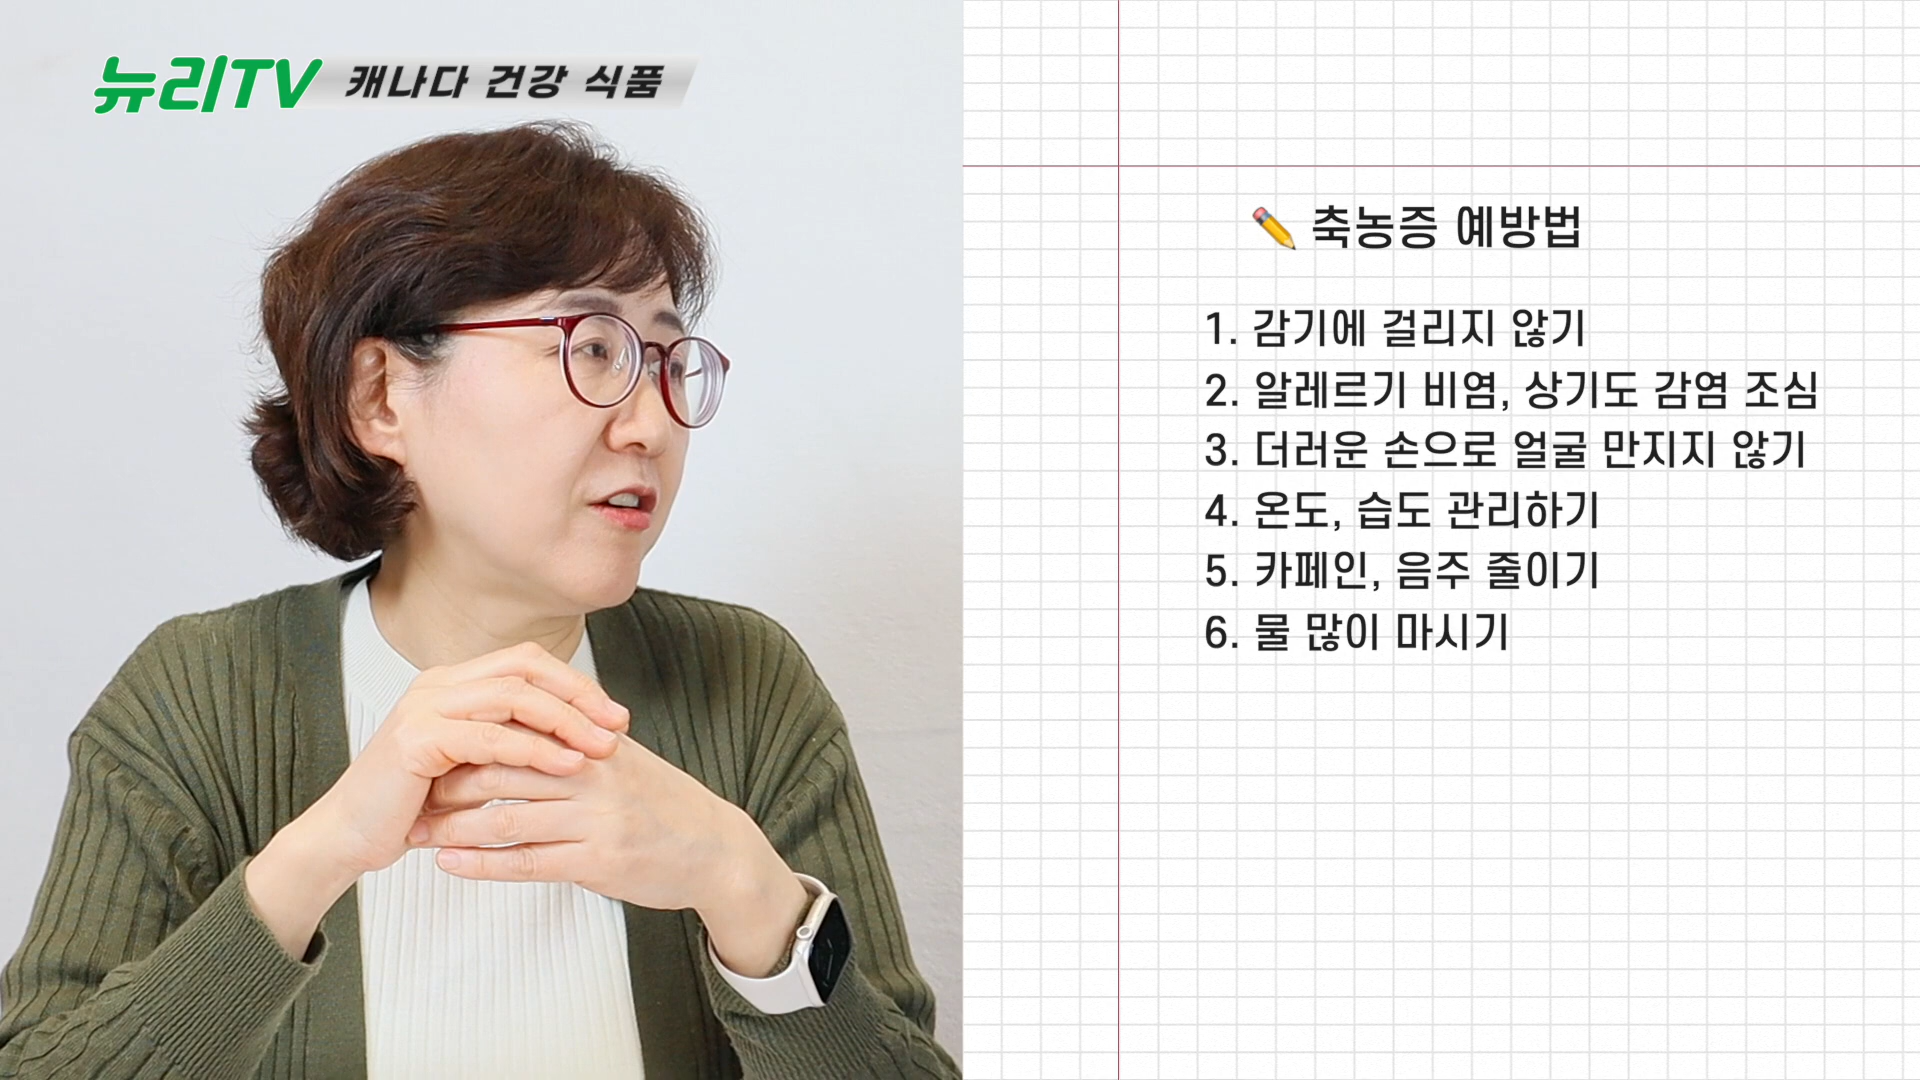 뉴리TV 캐나다 건강 식품
축농증 예방법
1. 감기에 걸리지 않기
2. 알레르기 비염, 상기도 감염 조심
3. 더러운 손으로 얼굴 만지지 않기
4. 온도, 습도 관리하기
5. 카페인, 음주 줄이기
6. 물 많이 마시기